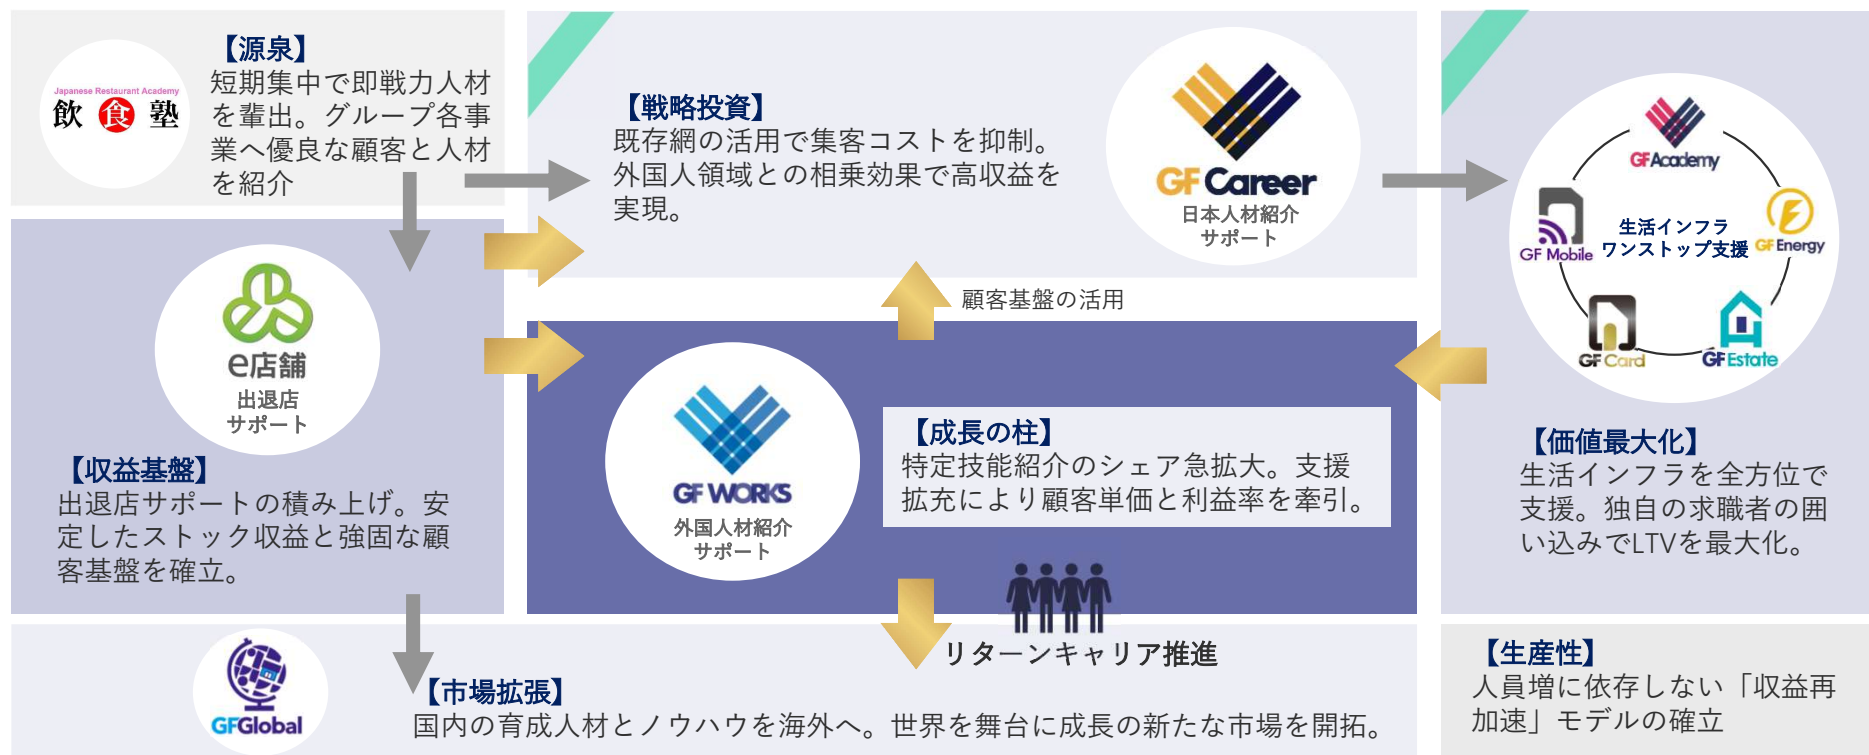 Japanese Restaurant Academy
飲食塾
【源泉】
短期集中で即戦力人材
を輩出。グループ各事
業へ優良な顧客と人材
を紹介
【戦略投資】
既存網の活用で集客コストを抑制。
外国人領域との相乗効果で高収益を
実現。
GF Career
日本人材紹介
サポート
GF Academy
GF Mobile
生活インフラ
ワンストップ支援
GF Energy
GF Card
GF Estate
e店舗
出退店
サポート
【収益基盤】
出退店サポートの積み上げ。安
定したストック収益と強固な顧
客基盤を確立。
顧客基盤の活用
GF WORKS
外国人材紹介
サポート
【成長の柱】
特定技能紹介のシェア急拡大。支援
拡充により顧客単価と利益率を牽引。
【価値最大化】
生活インフラを全方位で
支援。独自の求職者の囲
い込みでLTVを最大化。
リターンキャリア推進
GFGlobal
【市場拡張】
国内の育成人材とノウハウを海外へ。世界を舞台に成長の新たな市場を開拓。
【生産性】
人員増に依存しない「収益再
加速」モデルの確立